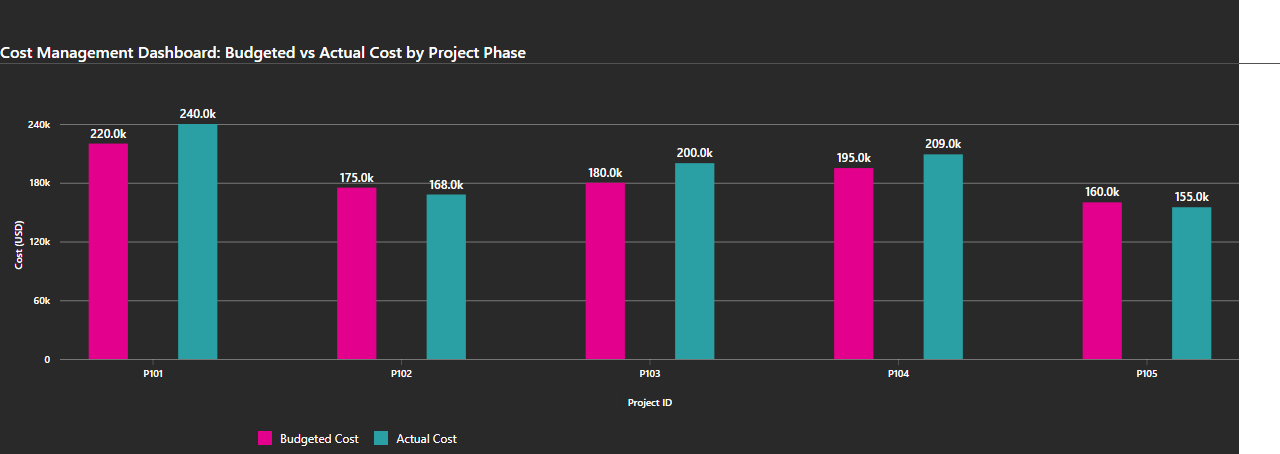 Cost Management Dashboard: Budgeted vs Actual Cost by Project Phase
240.0k
240k
220.0k
209.0k
200.0k
195.0k
180.0k
175.0k
168.0k
180k
160.0k
155.0k
Cost (USD)
120k
60k
0
P101 P102 P103 P104 P105
Project ID
Budgeted Cost Actual Cost